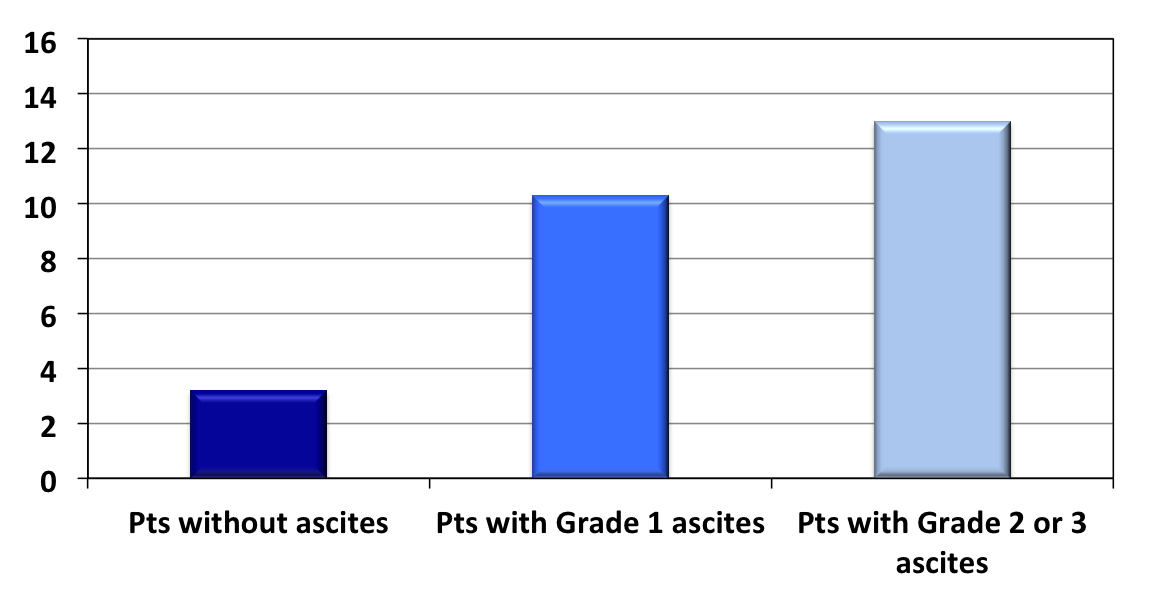 16
14
12
10
8
6
4
2
0
Pts without ascites
Pts with Grade 1 ascites
Pts with Grade 2 or 3
ascites